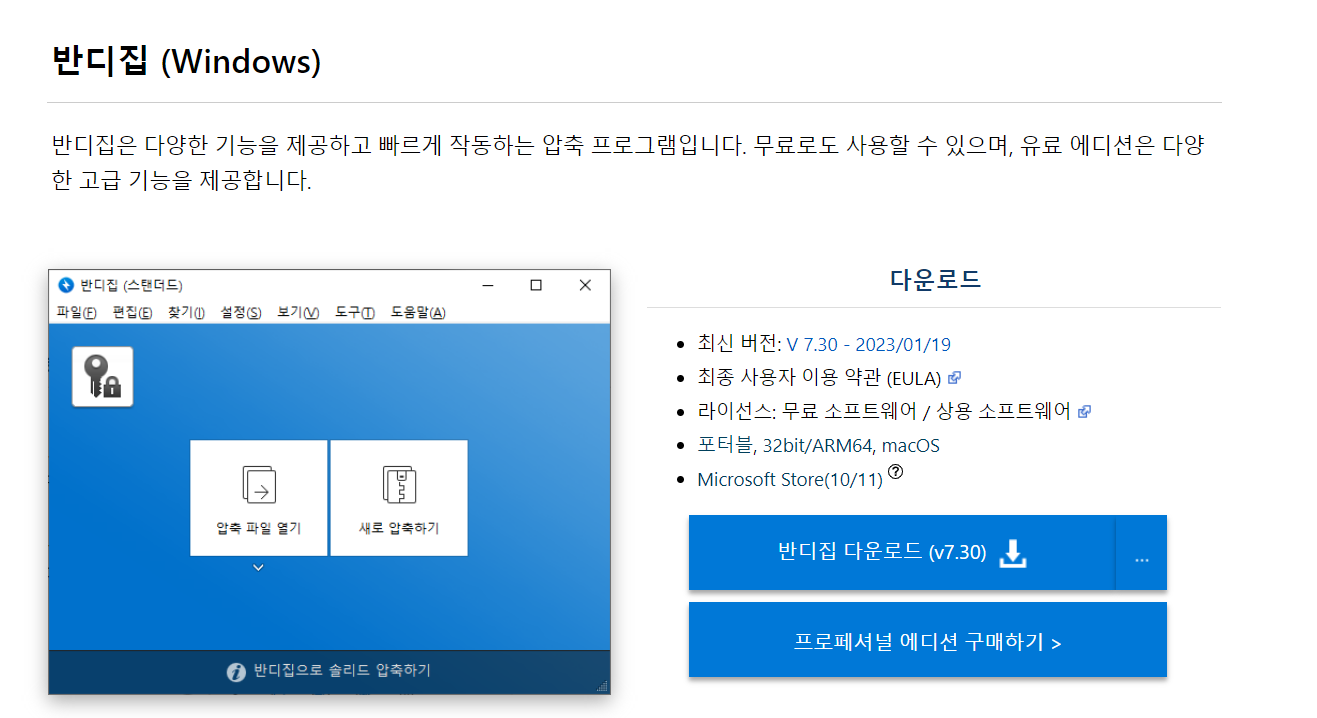 반디집 (Windows)
반디집은 다양한 기능을 제공하고 빠르게 작동하는 압축 프로그램입니다. 무료로도 사용할 수 있으며, 유료 에디션은 다양
한 고급 기능을 제공합니다.
반디집 (스탠더드)
파일(F) 편집(E) 찾기(I) 설정(S) 보기(V) 도구(T) 도움말(A)
압축 파일 열기
새로 압축하기
반디집으로 솔리드 압축하기
다운로드
최신 버전: V 7.30 - 2023/01/19
최종 사용자 이용 약관 (EULA)
라이선스: 무료 소프트웨어 / 상용 소프트웨어
포터블, 32bit/ARM64, macOS
Microsoft Store(10/11) ?
반디집 다운로드 (v7.30) ...
프로페셔널 에디션 구매하기 >